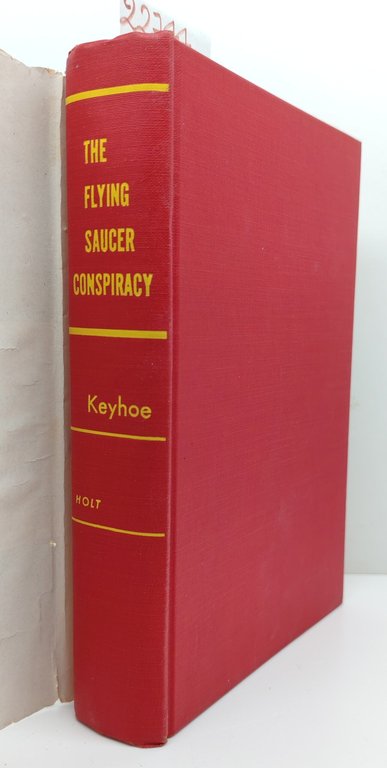 THE
FLYING
SAUCER
CONSPIRACY
Keyhoe
HOLT